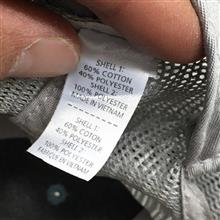 SHELL 1:
60% COTTON
40% POLYESTER
SHELL 2:
100% POLYESTER
MADE IN VIETNAM
SHELL 1:
60% COTTON
40% POLYESTER
SHELL 2:
100% POLYESTER
FABRIQUÉ EN VIETNAM